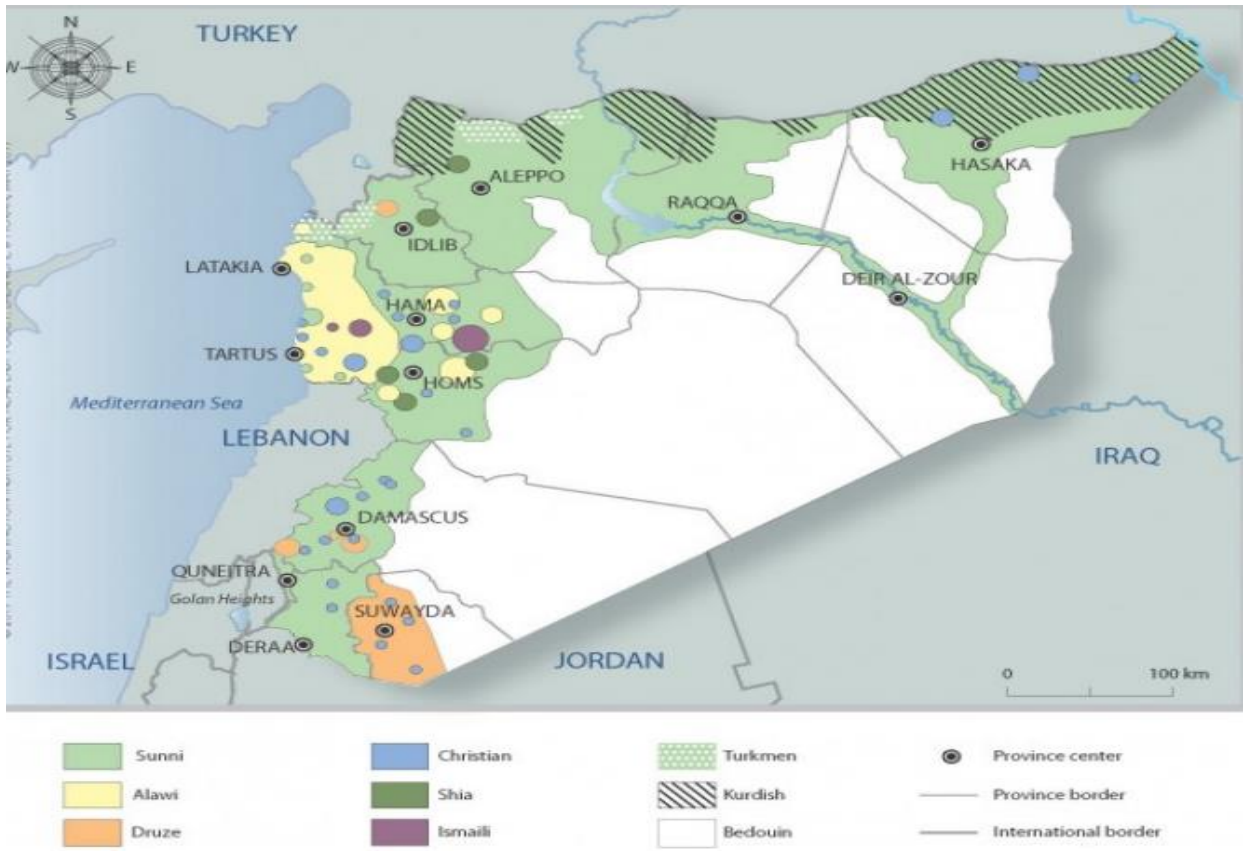 N
W
E
S
TURKEY
ALEPPO
HASAKA
RAQQA
IDLIB
LATAKIA
DEIR AL-ZOUR
HAMA
TARTUS
HOMS
Mediterranean Sea
LEBANON
IRAQ
DAMASCUS
QUNEITRA
Golan Heights
SUWAYDA
DERAA
ISRAEL
JORDAN
0 100 km
Sunni
Christian
Turkmen
Province center
Alawi
Shia
Kurdish
Province border
Druze
Ismaili
Bedouin
International border